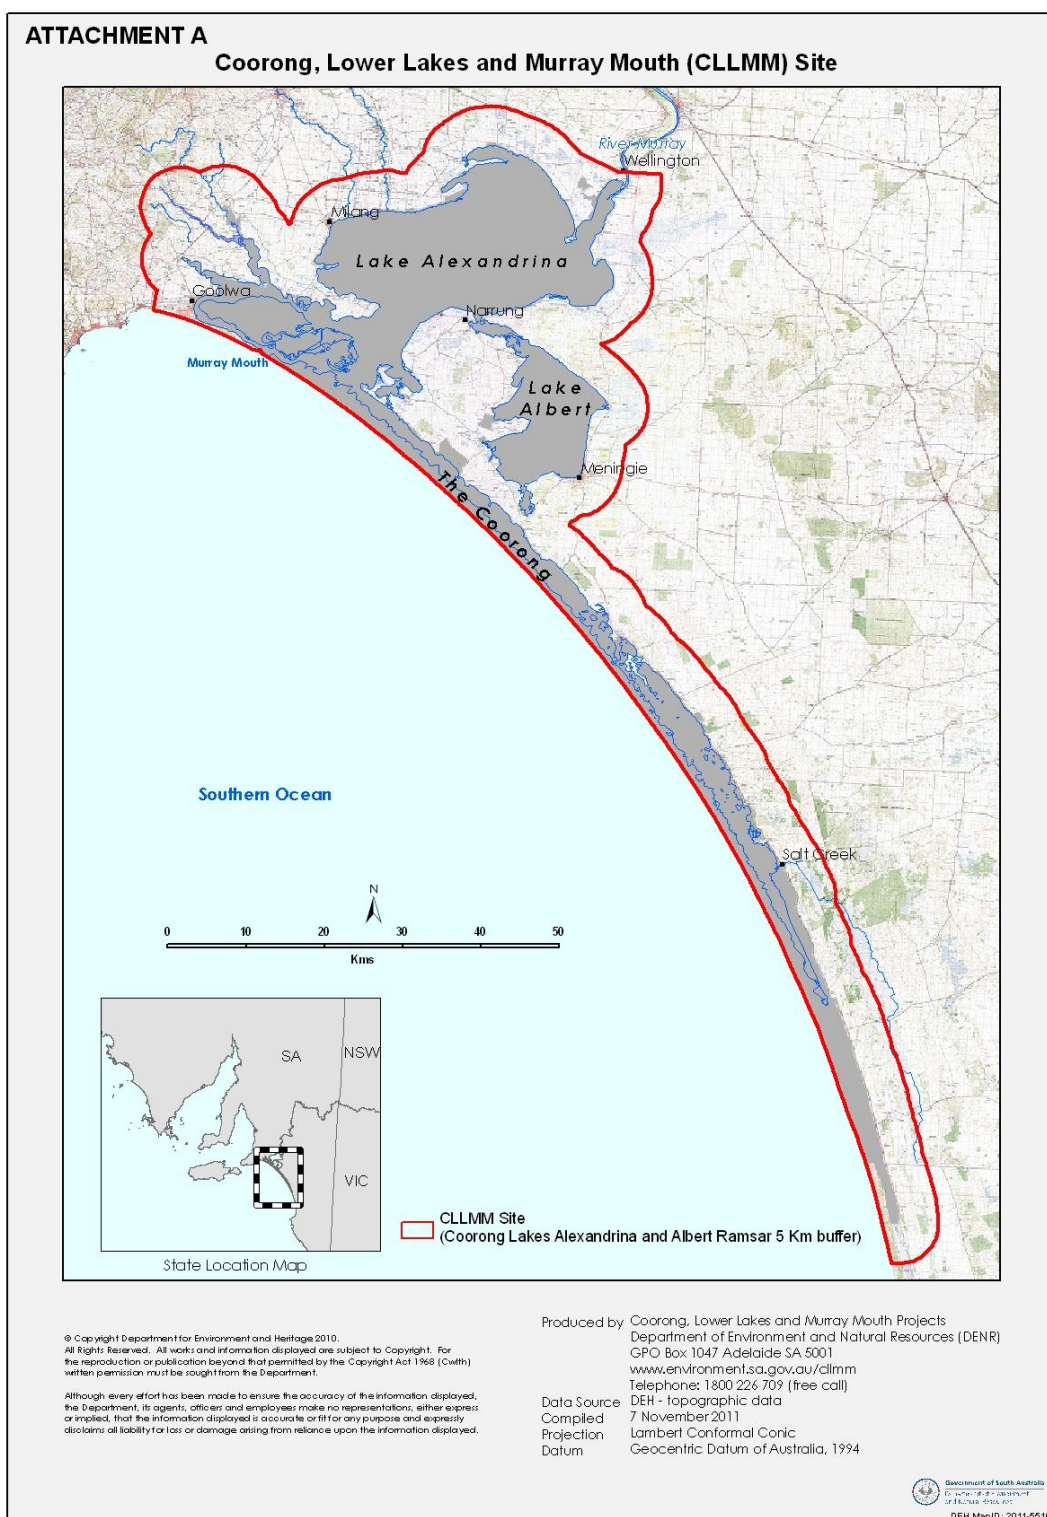 ATTACHMENT A
Coorong, Lower Lakes and Murray Mouth (CLLMM) Site
River Murray
Wellington
Milang
Lake Alexandrina
Goolwa
Narrung
Murray Mouth
Lake
Albert
Meningie
The Coorong
Southern Ocean
Salt Creek
N
0 10 20 30 40 50
Kms
SA
NSW
VIC
State Location Map
CLLMM Site
(Coorong Lakes Alexandrina and Albert Ramsar 5 Km buffer)
© Copyright Department for Environment and Heritage 2010.
All Rights Reserved. All works and information displayed are subject to Copyright. For
the reproduction or publication beyond that permitted by the Copyright Act 1968 (Cwlth)
written permission must be sought from the Department.
Although every effort has been made to ensure the accuracy of the information displayed,
the Department, its agents, officers and employees make no representations, either express
or implied, that the information displayed is accurate or fit for any purpose and expressly
disclaims all liability for loss or damage arising from reliance upon the information displayed.
Produced by Coorong, Lower Lakes and Murray Mouth Projects
Department of Environment and Natural Resources (DENR)
GPO Box 1047 Adelaide SA 5001
www.environment.sa.gov.au/cllmm
Telephone: 1800 226 709 (free call)
Data Source DEH - topographic data
Compiled 7 November 2011
Projection Lambert Conformal Conic
Datum Geocentric Datum of Australia, 1994
Government of South Australia
Department of Environment
and Natural Resources
DEH MapID: 2011-5516